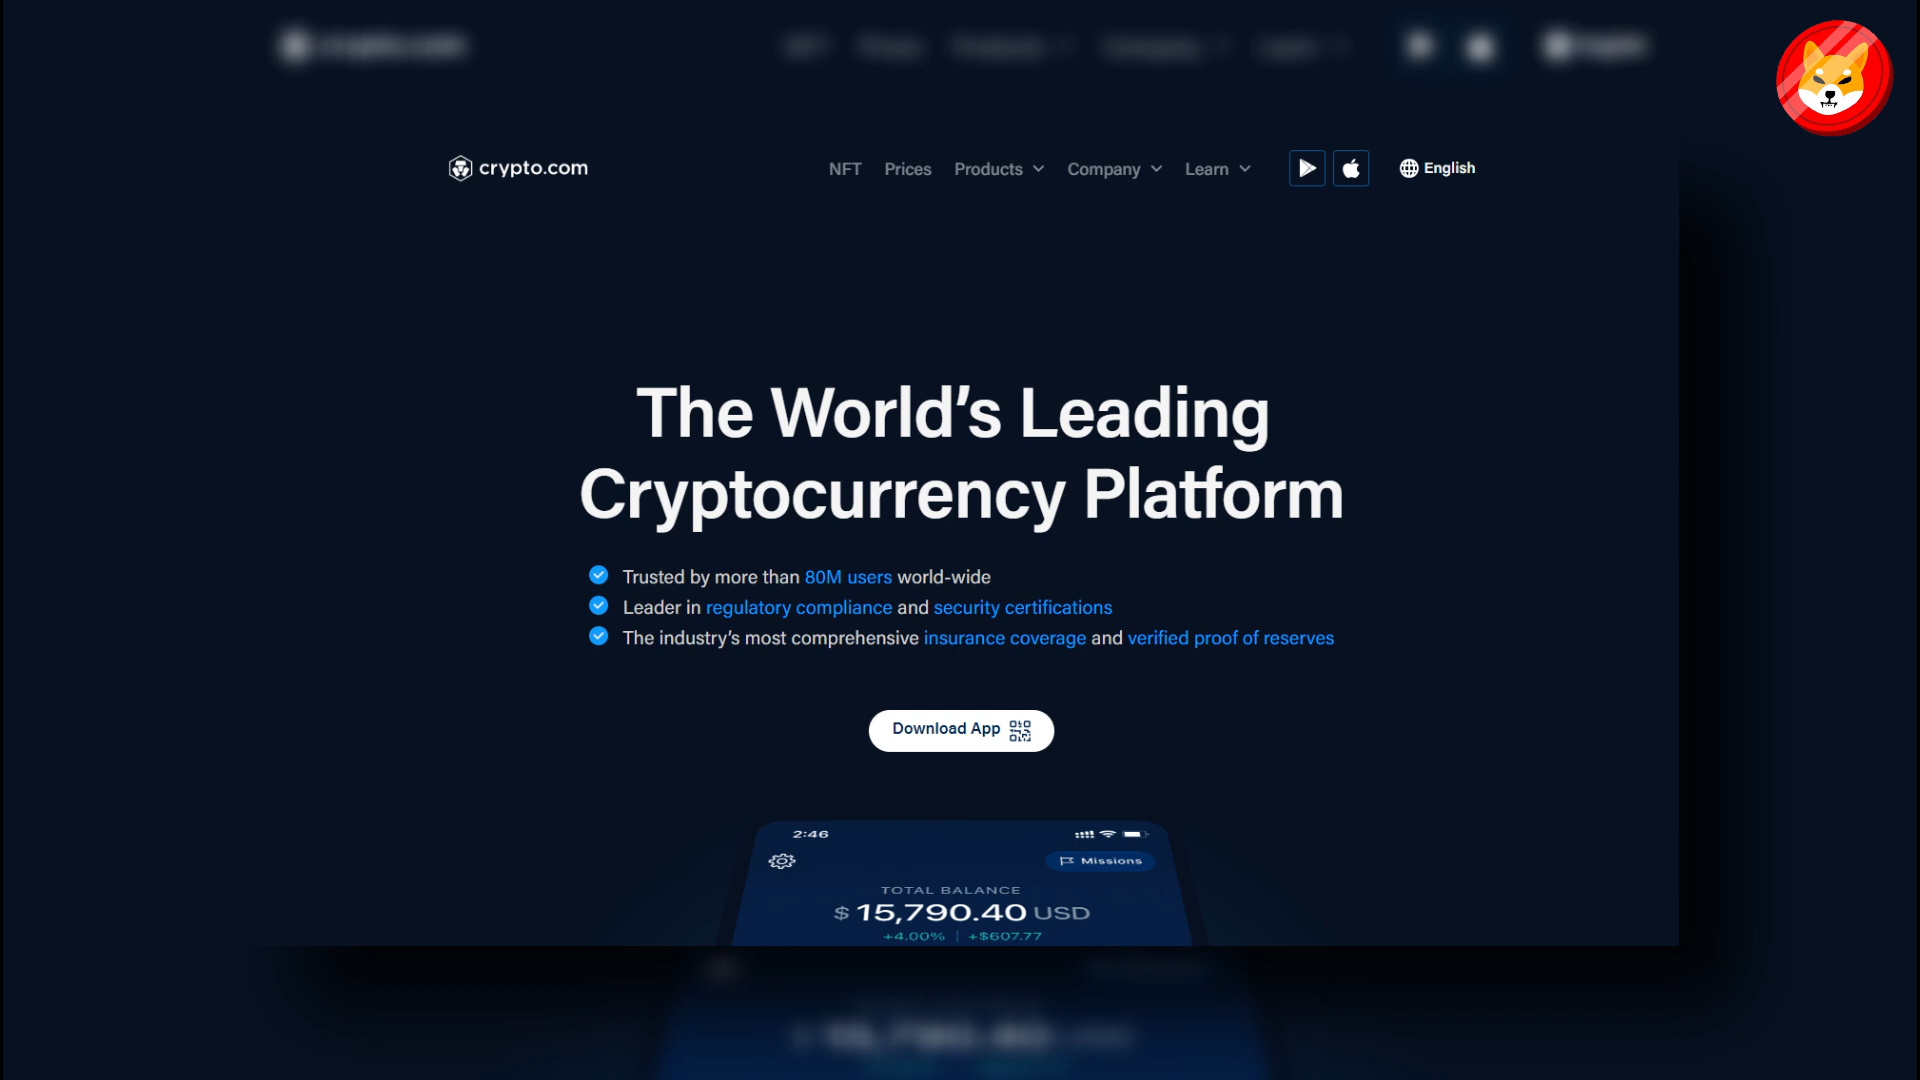 crypto.com
NFT Prices Products Company Learn English
The World’s Leading
Cryptocurrency Platform
Trusted by more than 80M users world-wide
Leader in regulatory compliance and security certifications
The industry’s most comprehensive insurance coverage and verified proof of reserves
Download App
2:46
Missions
TOTAL BALANCE
$ 15,790.40 USD
+4.00% | +$607.77